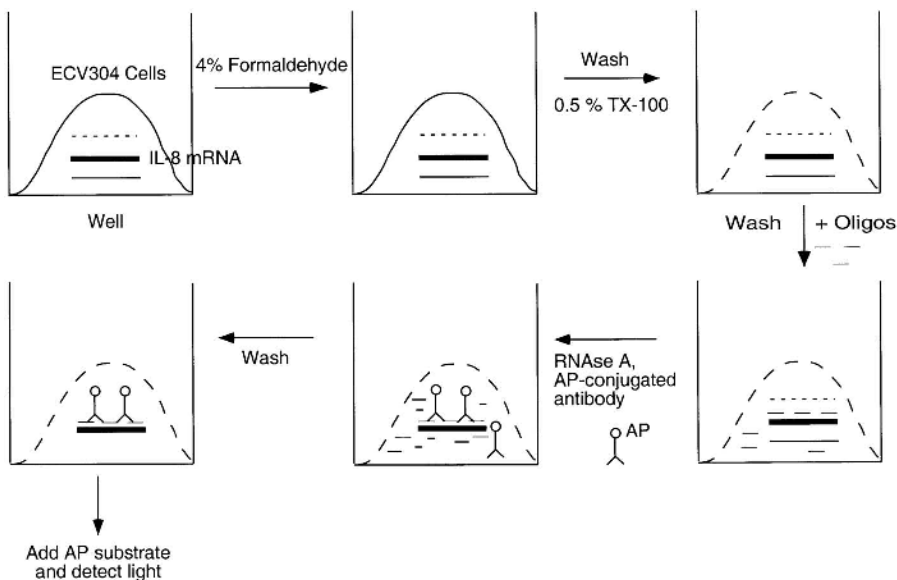 ECV304 Cells
IL-8 mRNA
Well
4% Formaldehyde
Wash
0.5 % TX-100
Wash
+ Oligos
RNAse A,
AP-conjugated
antibody
AP
Wash
Add AP substrate
and detect light